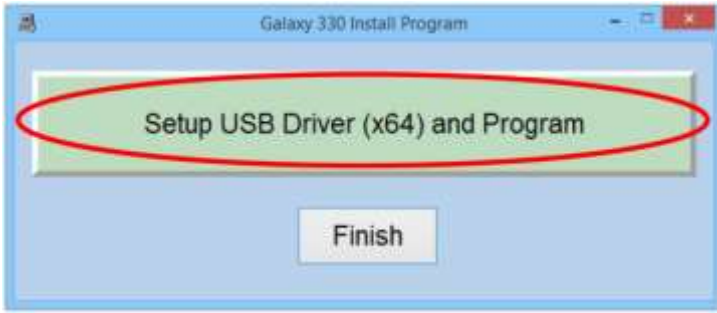 Galaxy 330 Install Program
Setup USB Driver (x64) and Program
Finish